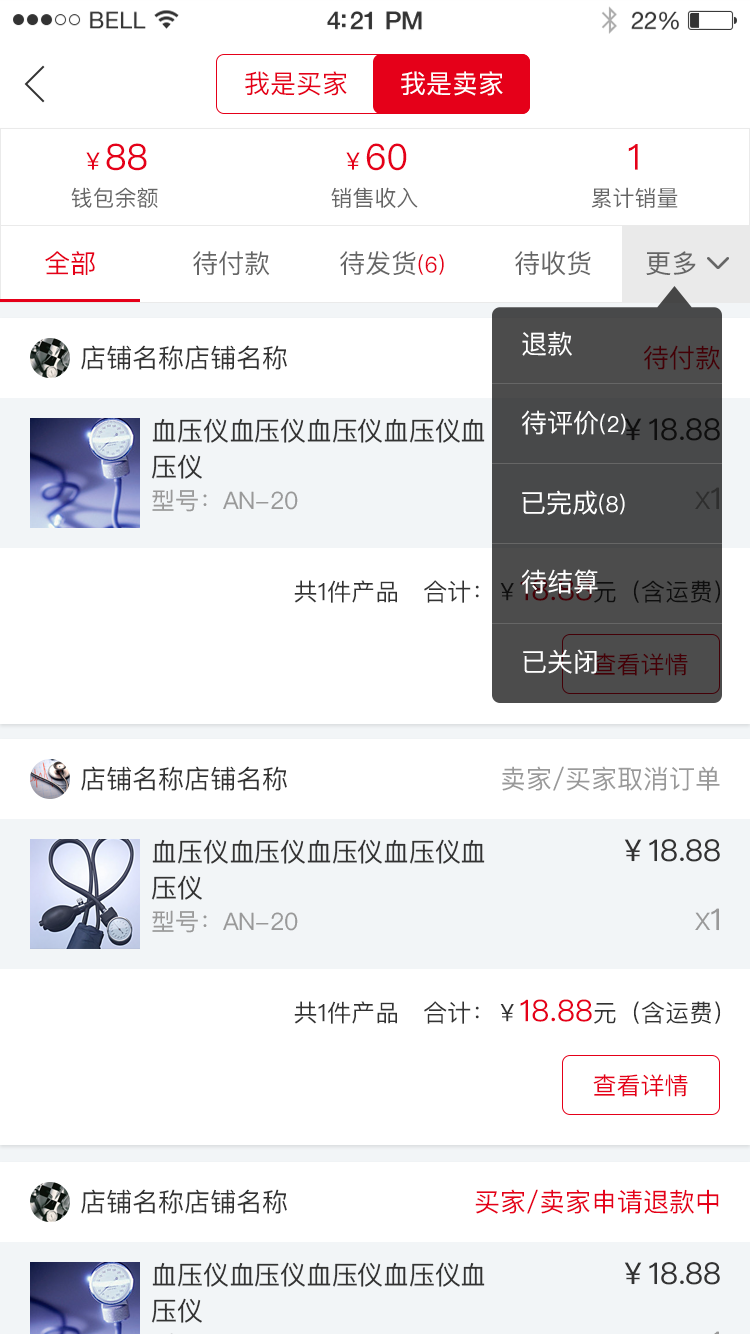 BELL 4:21 PM 22%
我是买家 我是卖家
¥88 ¥60 1
钱包余额 销售收入 累计销量
全部 待付款 待发货(6) 待收货 更多
退款
待评价(2)
已完成(8)
待结算
已关闭
店铺名称店铺名称 待付款
血压仪血压仪血压仪血压仪血 ¥18.88
压仪
型号：AN-20 X1
共1件产品 合计：¥18.88元（含运费）
查看详情
店铺名称店铺名称 卖家/买家取消订单
血压仪血压仪血压仪血压仪血 ¥18.88
压仪
型号：AN-20 X1
共1件产品 合计：¥18.88元（含运费）
查看详情
店铺名称店铺名称 买家/卖家申请退款中
血压仪血压仪血压仪血压仪血 ¥18.88
压仪